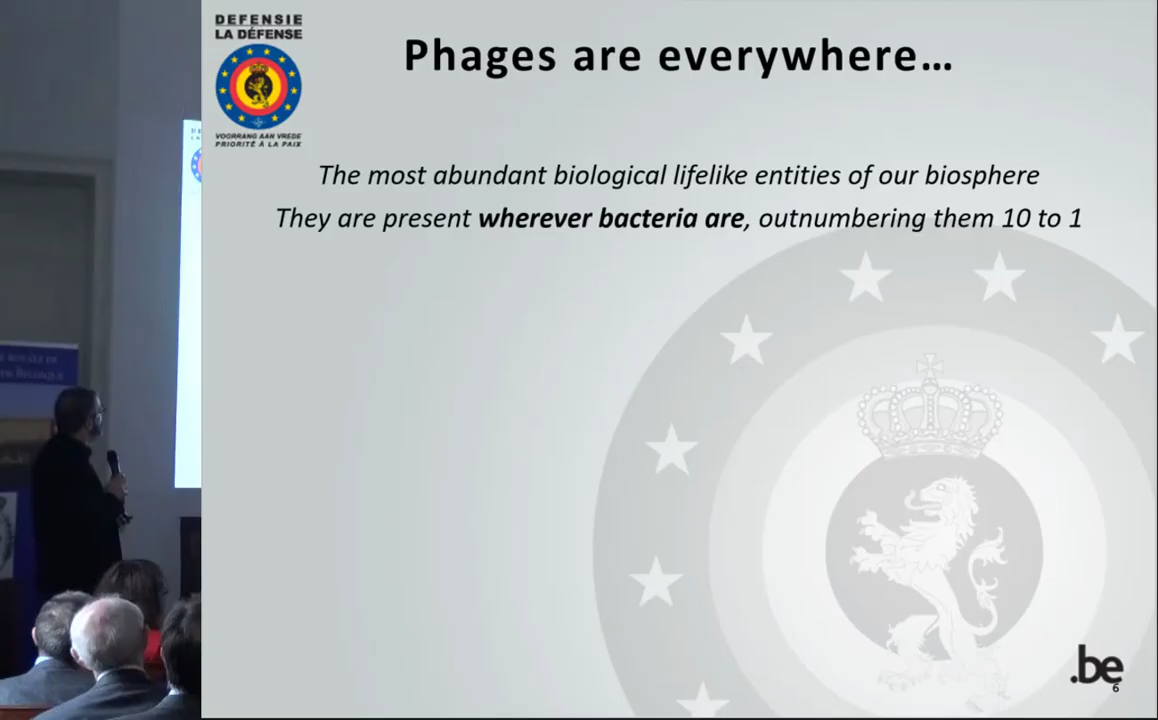 DEFENSIE
LA DÉFENSE
VOORRANG AAN VREDE
PRIORITÉ À LA PAIX
Phages are everywhere…
The most abundant biological lifelike entities of our biosphere
They are present wherever bacteria are, outnumbering them 10 to 1
.be
6